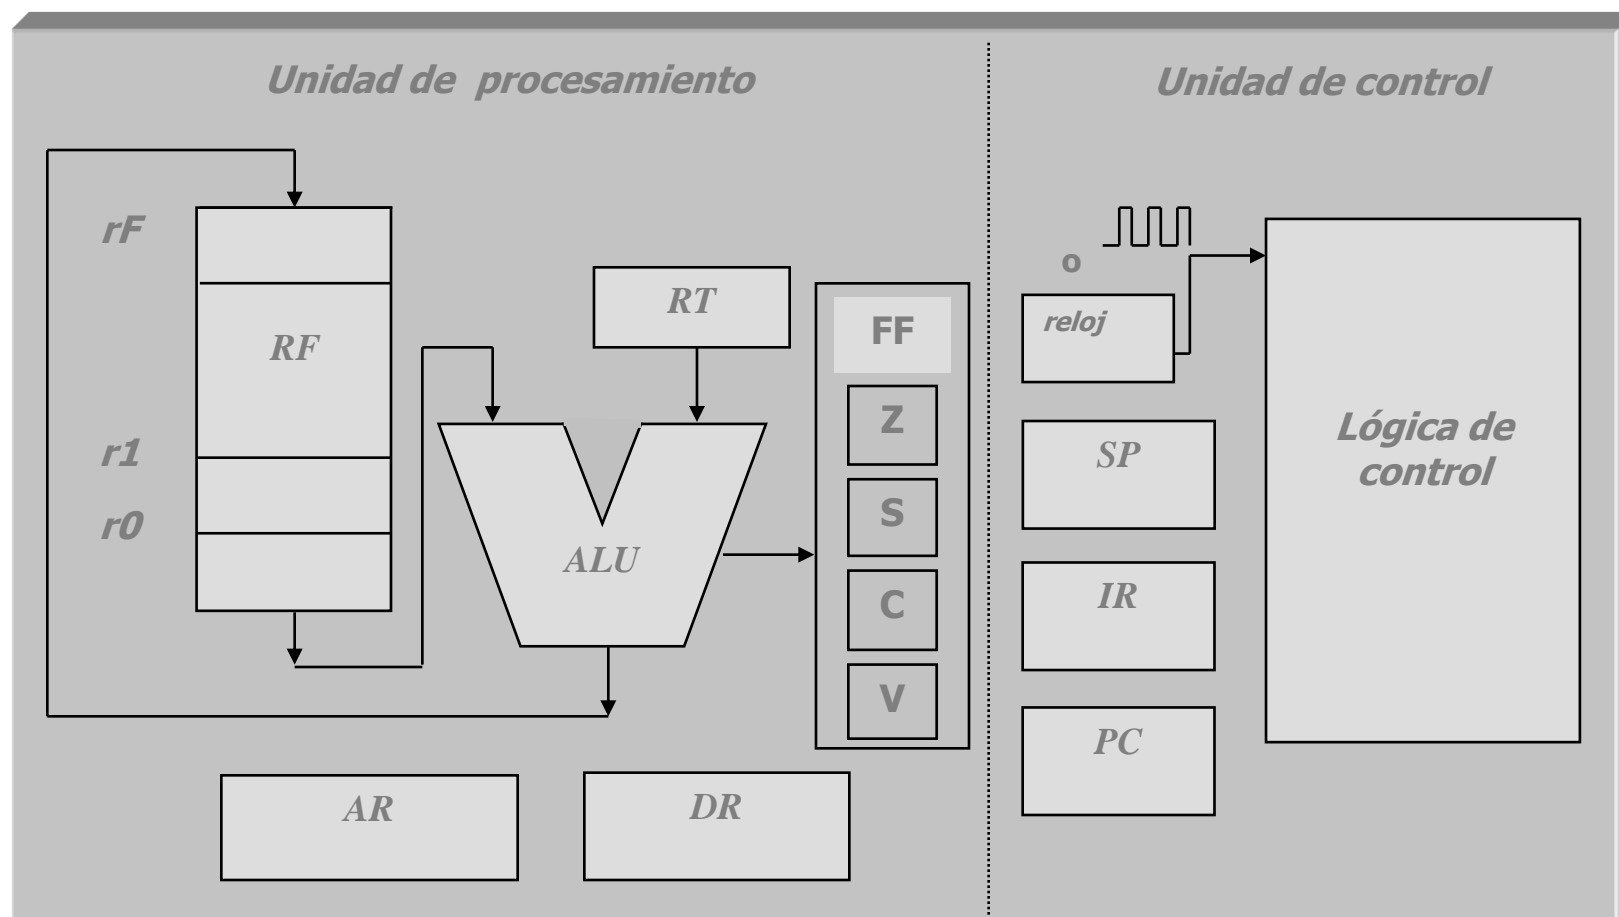 Unidad de procesamiento
Unidad de control
rF
RF
r1
r0
RT
ALU
FF
Z
S
C
V
AR
DR
o
reloj
SP
IR
PC
Lógica de
control